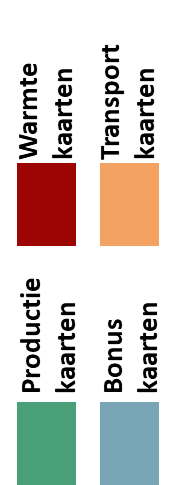 Productie
kaarten
Warmte
kaarten
Bonus
kaarten
Transport
kaarten